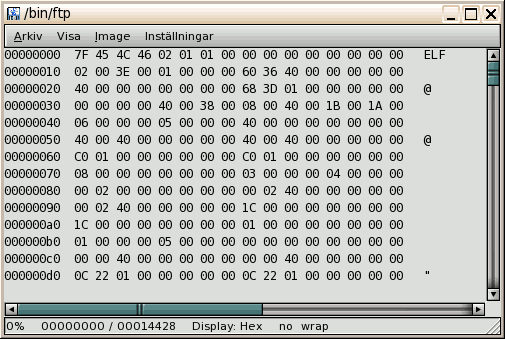 /bin/ftp
Arkiv Visa Image Inställningar
00000000 7F 45 4C 46 02 01 01 00 00 00 00 00 00 00 00 00 ELF
00000010 02 00 3E 00 01 00 00 00 60 36 40 00 00 00 00 00
00000020 40 00 00 00 00 00 00 00 68 3D 01 00 00 00 00 00 @
00000030 00 00 00 00 40 00 38 00 08 00 40 00 1B 00 1A 00
00000040 06 00 00 00 05 00 00 00 40 00 00 00 00 00 00 00
00000050 40 00 40 00 00 00 00 00 40 00 40 00 00 00 00 00 @
00000060 C0 01 00 00 00 00 00 00 C0 01 00 00 00 00 00 00
00000070 08 00 00 00 00 00 00 00 03 00 00 00 04 00 00 00
00000080 00 02 00 00 00 00 00 00 00 02 40 00 00 00 00 00
00000090 00 02 40 00 00 00 00 00 1C 00 00 00 00 00 00 00
000000a0 1C 00 00 00 00 00 00 00 01 00 00 00 00 00 00 00
000000b0 01 00 00 00 05 00 00 00 00 00 00 00 00 00 00 00
000000c0 00 00 40 00 00 00 00 00 00 00 40 00 00 00 00 00
000000d0 0C 22 01 00 00 00 00 00 0C 22 01 00 00 00 00 00 "
0% 00000000 / 00014428 Display: Hex no wrap